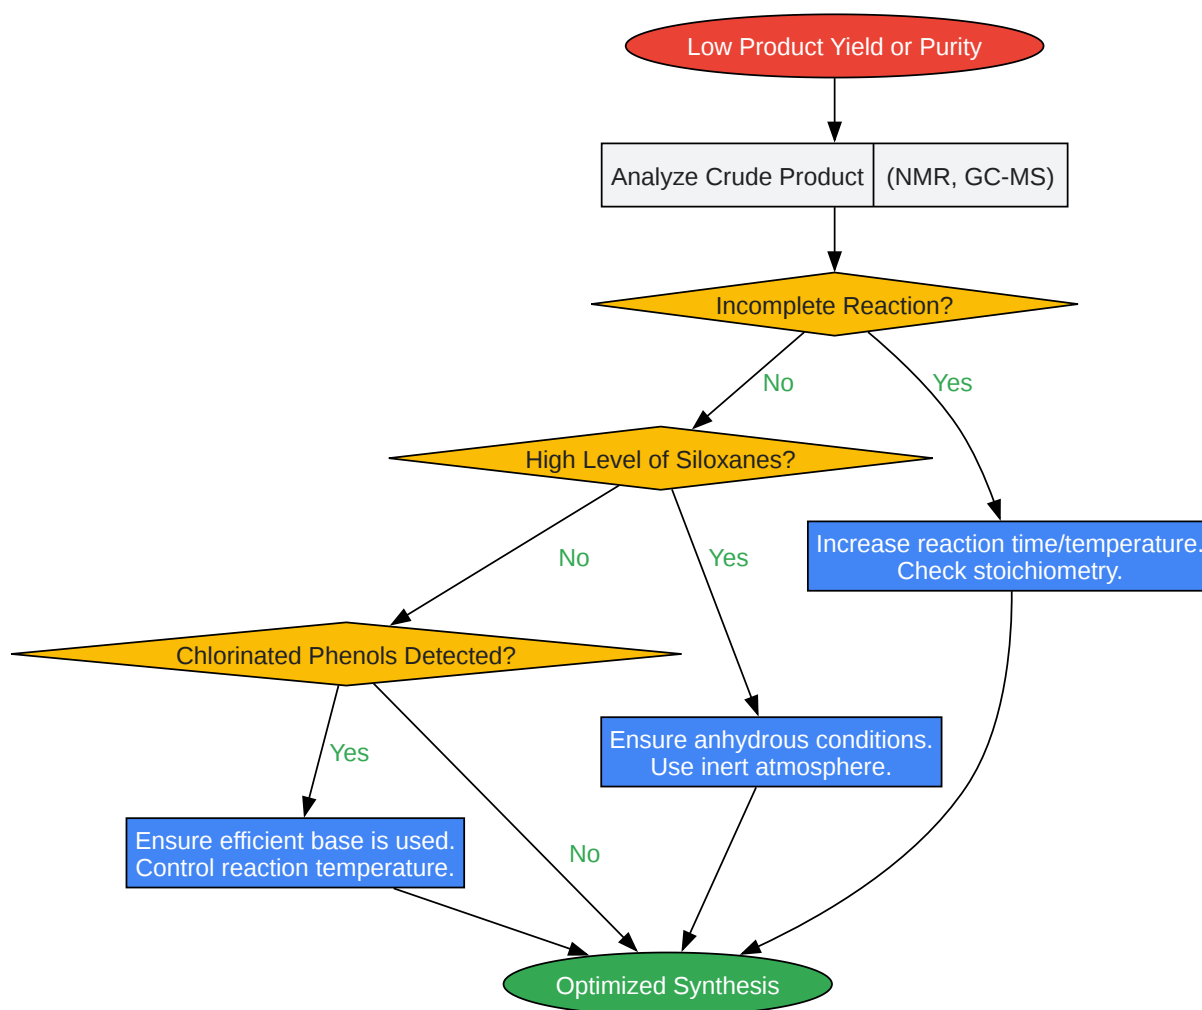 Low Product Yield or Purity
Analyze Crude Product
(NMR, GC-MS)
Incomplete Reaction?
No
Yes
High Level of Siloxanes?
Increase reaction time/temperature.
Check stoichiometry.
No
Yes
Chlorinated Phenols Detected?
Ensure anhydrous conditions.
Use inert atmosphere.
Yes
Ensure efficient base is used.
Control reaction temperature.
No
Optimized Synthesis